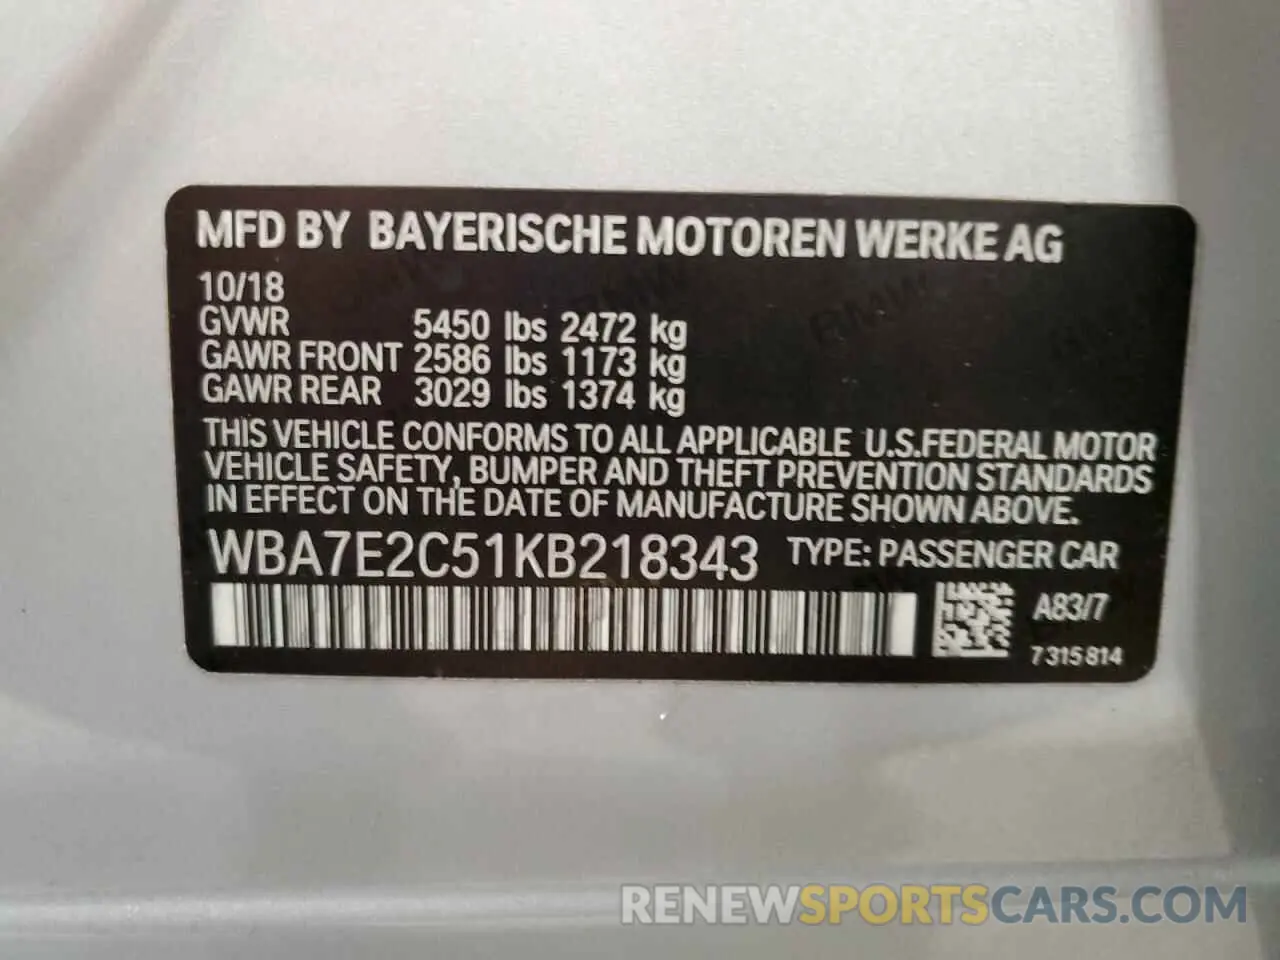 MFD BY BAYERISCHE MOTOREN WERKE AG
10/18
GVWR 5450 lbs 2472 kg
GAWR FRONT 2586 lbs 1173 kg
GAWR REAR 3029 lbs 1374 kg
THIS VEHICLE CONFORMS TO ALL APPLICABLE U.S.FEDERAL MOTOR
VEHICLE SAFETY, BUMPER AND THEFT PREVENTION STANDARDS
IN EFFECT ON THE DATE OF MANUFACTURE SHOWN ABOVE.
WBA7E2C51KB218343 TYPE: PASSENGER CAR
A83/7
7315814
RENEWSPORTSCARS.COM